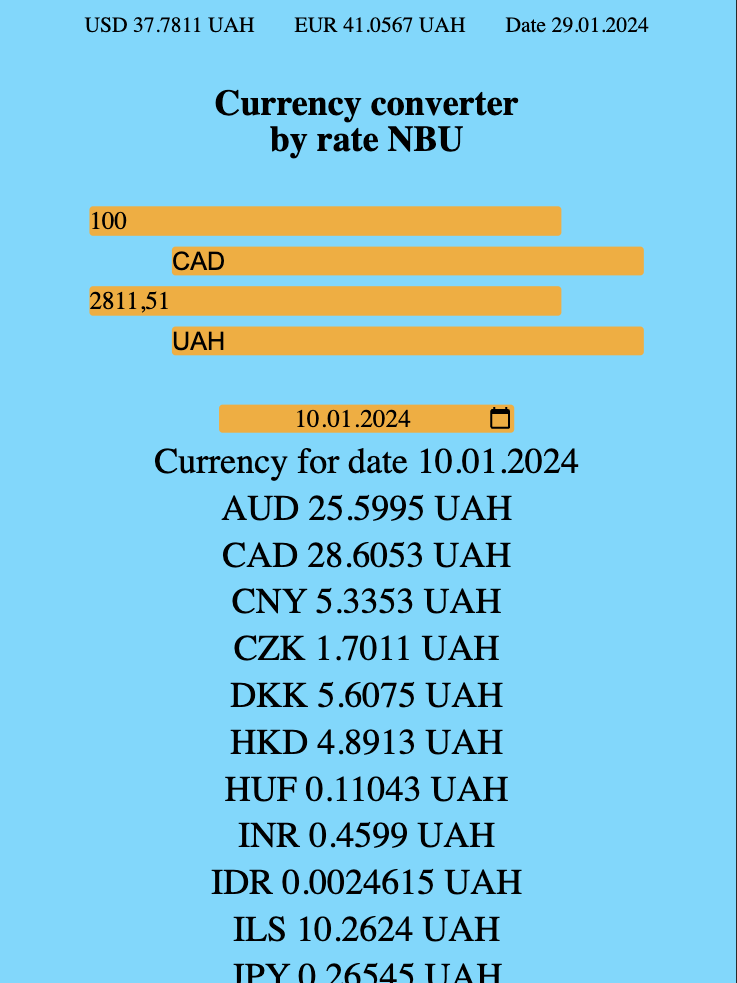 USD 37.7811 UAH EUR 41.0567 UAH Date 29.01.2024
Currency converter
by rate NBU
100
CAD
2811,51
UAH
10.01.2024
Currency for date 10.01.2024
AUD 25.5995 UAH
CAD 28.6053 UAH
CNY 5.3353 UAH
CZK 1.7011 UAH
DKK 5.6075 UAH
HKD 4.8913 UAH
HUF 0.11043 UAH
INR 0.4599 UAH
IDR 0.0024615 UAH
ILS 10.2624 UAH
JPY 0.26545 UAH